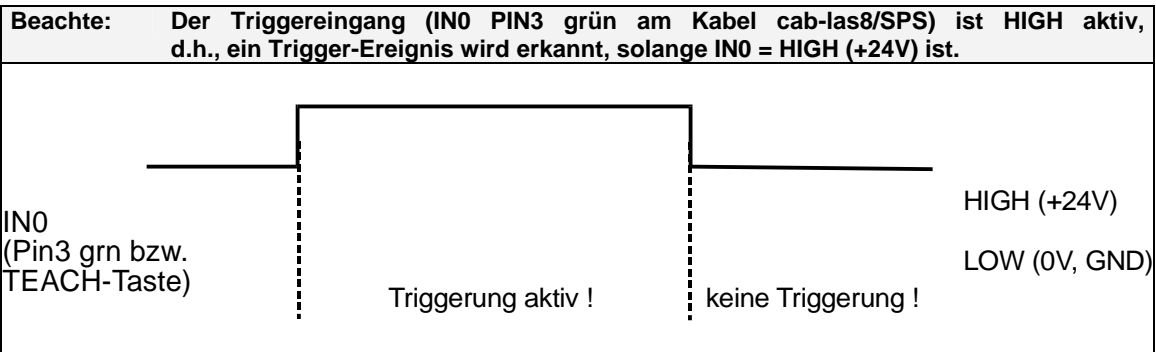 Beachte: Der Triggereingang (IN0 PIN3 grün am Kabel cab-las8/SPS) ist HIGH aktiv,
d.h., ein Trigger-Ereignis wird erkannt, solange IN0 = HIGH (+24V) ist.
HIGH (+24V)
IN0
(Pin3 grn bzw.
TEACH-Taste)
LOW (0V, GND)
Triggerung aktiv !
keine Triggerung !